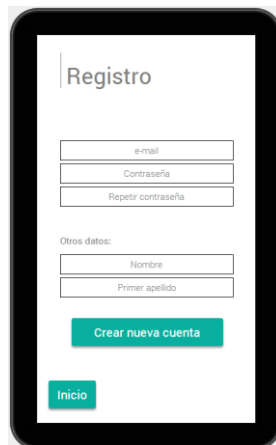 Registro
e-mail
Contraseña
Repetir contraseña
Otros datos:
Nombre
Primer apellido
Crear nueva cuenta
Inicio